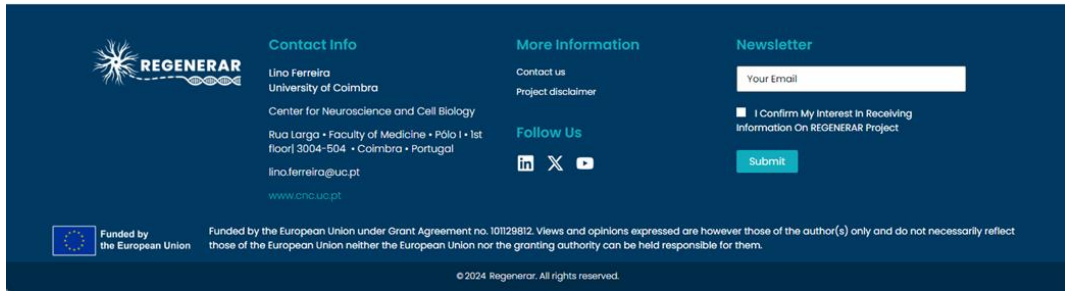 REGENERAR
Contact Info
Lino Ferreira
University of Coimbra
Center for Neuroscience and Cell Biology
Rua Larga • Faculty of Medicine • Pólo I • 1st
floor| 3004-504 • Coimbra • Portugal
lino.ferreira@uc.pt
www.cnc.uc.pt
More Information
Contact us
Project disclaimer
Follow Us
in X
Newsletter
Your Email
I Confirm My Interest In Receiving
Information On REGENERAR Project
Submit
Funded by
the European Union
Funded by the European Union under Grant Agreement no. 101129812. Views and opinions expressed are however those of the author(s) only and do not necessarily reflect
those of the European Union neither the European Union nor the granting authority can be held responsible for them.
© 2024 Regenerar. All rights reserved.